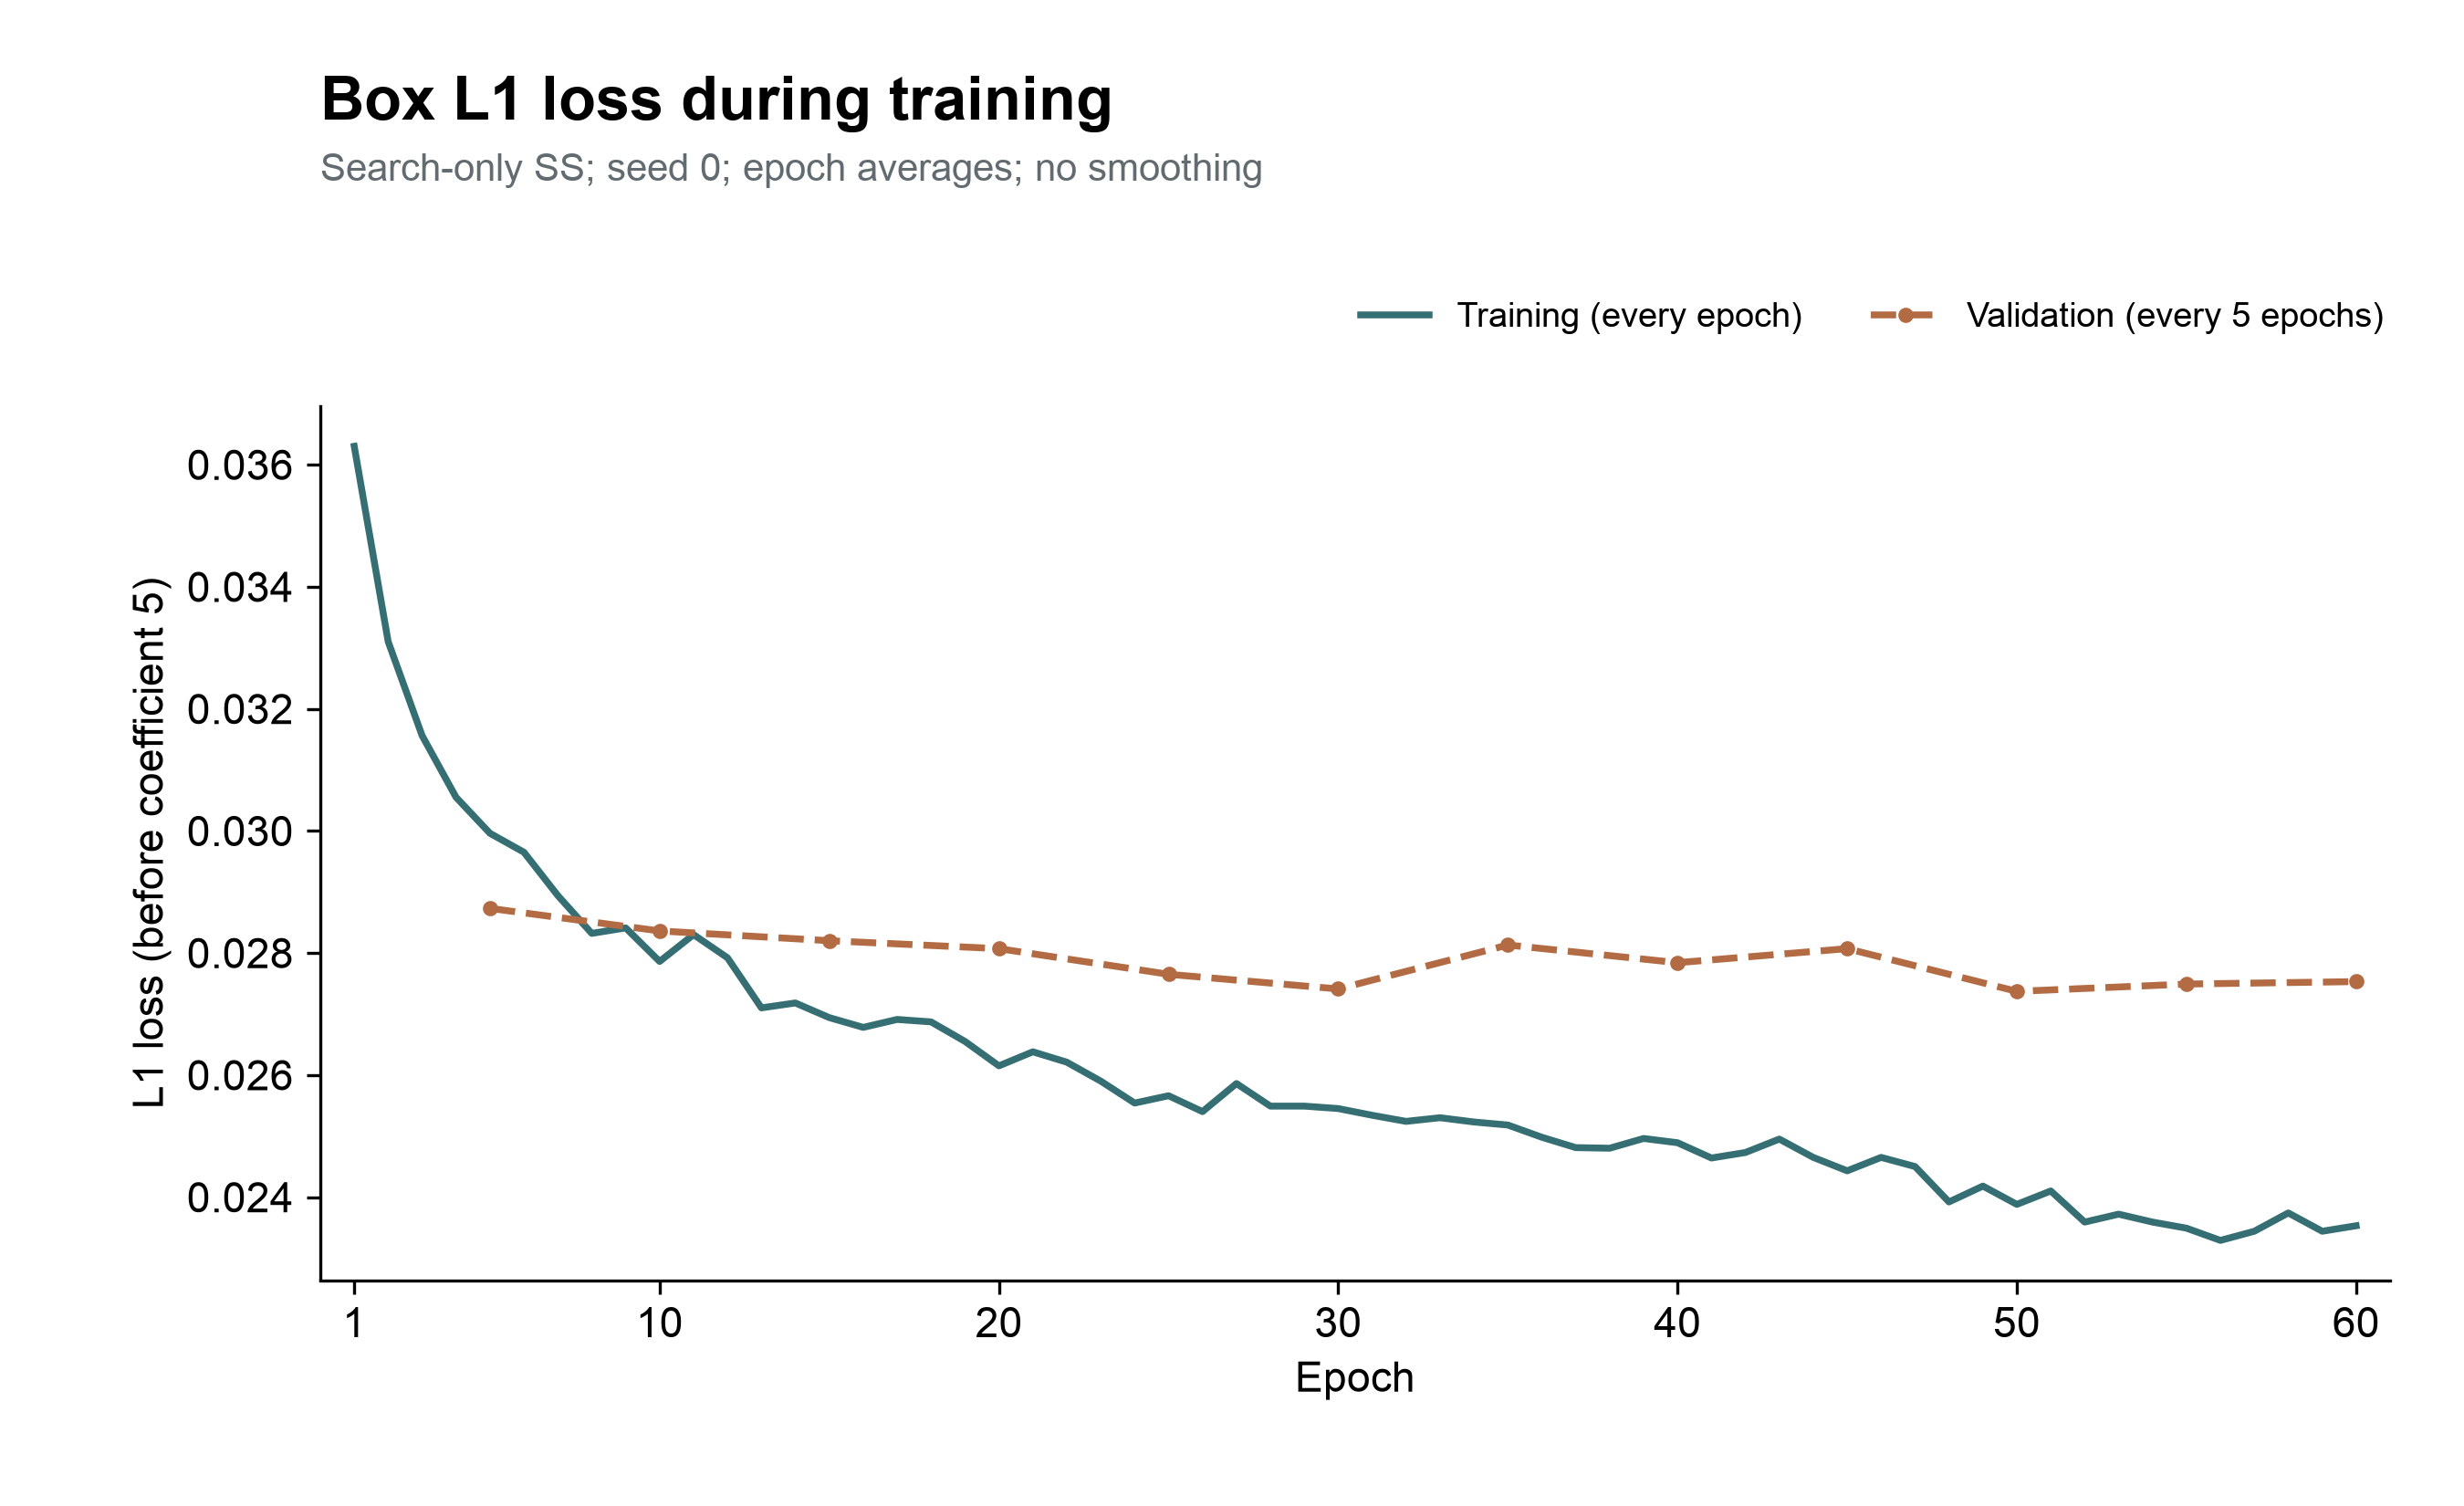 Box L1 loss during training
Search-only SS; seed 0; epoch averages; no smoothing
Training (every epoch)
Validation (every 5 epochs)
L1 loss (before coefficient 5)
0.036
0.034
0.032
0.030
0.028
0.026
0.024
1
10
20
30
40
50
60
Epoch